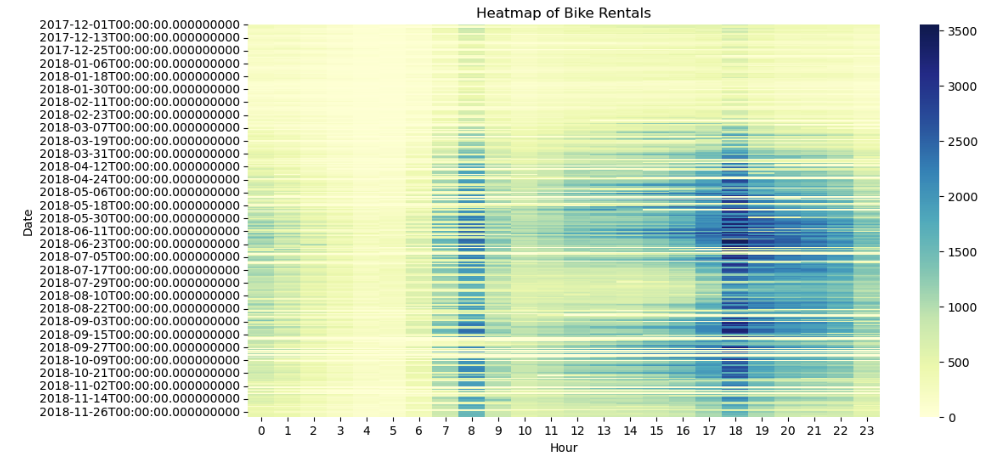 Heatmap of Bike Rentals
2017-12-01T00:00:00.000000000
2017-12-13T00:00:00.000000000
2017-12-25T00:00:00.000000000
2018-01-06T00:00:00.000000000
2018-01-18T00:00:00.000000000
2018-01-30T00:00:00.000000000
2018-02-11T00:00:00.000000000
2018-02-23T00:00:00.000000000
2018-03-07T00:00:00.000000000
2018-03-19T00:00:00.000000000
2018-03-31T00:00:00.000000000
2018-04-12T00:00:00.000000000
2018-04-24T00:00:00.000000000
2018-05-06T00:00:00.000000000
2018-05-18T00:00:00.000000000
2018-05-30T00:00:00.000000000
2018-06-11T00:00:00.000000000
2018-06-23T00:00:00.000000000
2018-07-05T00:00:00.000000000
2018-07-17T00:00:00.000000000
2018-07-29T00:00:00.000000000
2018-08-10T00:00:00.000000000
2018-08-22T00:00:00.000000000
2018-09-03T00:00:00.000000000
2018-09-15T00:00:00.000000000
2018-09-27T00:00:00.000000000
2018-10-09T00:00:00.000000000
2018-10-21T00:00:00.000000000
2018-11-02T00:00:00.000000000
2018-11-14T00:00:00.000000000
2018-11-26T00:00:00.000000000
Date
0 1 2 3 4 5 6 7 8 9 10 11 12 13 14 15 16 17 18 19 20 21 22 23
Hour
3500
3000
2500
2000
1500
1000
500
0